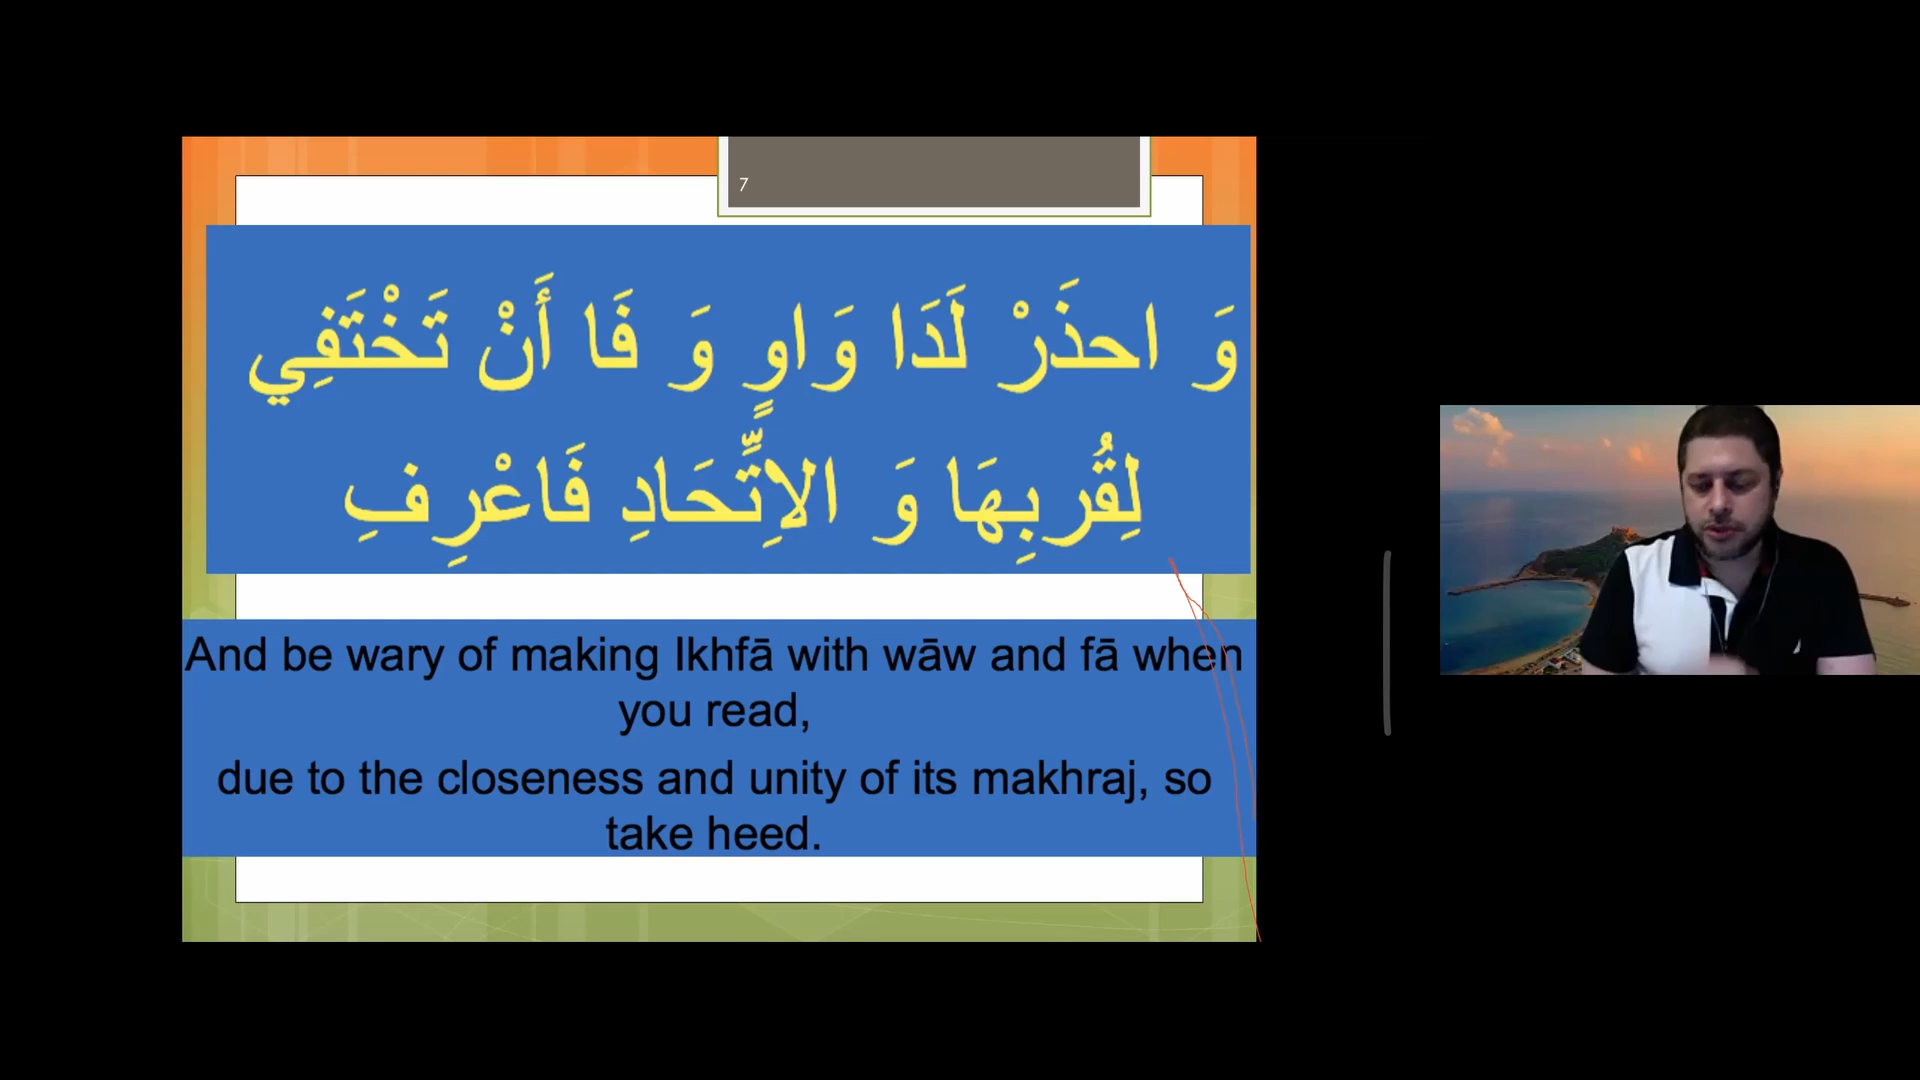 7
وَ احذَرْ لَدَا وَاوٍ وَ فَا أَنْ تَخْتَفِي
لِقُربِهَا وَ الاِتِّحَادِ فَاعْرِفِ
And be wary of making Ikhfā with wāw and fā when
you read,
due to the closeness and unity of its makhraj, so
take heed.